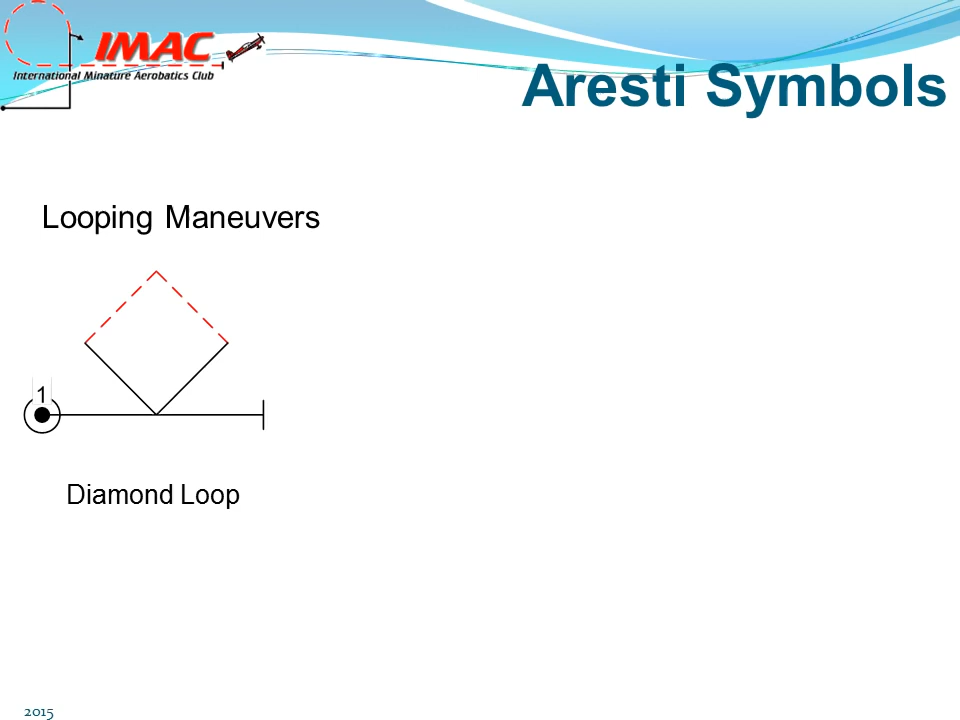 IMAC
International Minature Aerobatics Club
Aresti Symbols
Looping Maneuvers
1
Diamond Loop
2015